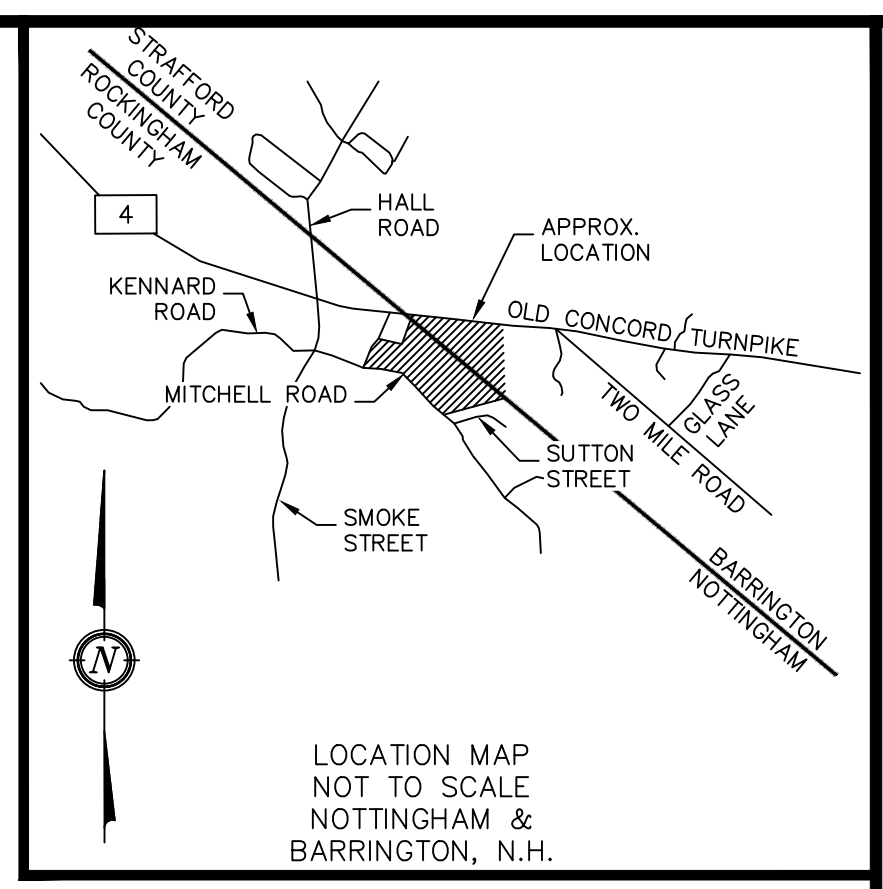 STRAFFORD
COUNTY
ROCKINGHAM
COUNTY
4
HALL
ROAD
APPROX.
LOCATION
KENNARD
ROAD
OLD CONCORD TURNPIKE
MITCHELL ROAD
GLASS
LANE
TWO MILE ROAD
SUTTON
STREET
SMOKE
STREET
BARRINGTON
NOTTINGHAM
N
LOCATION MAP
NOT TO SCALE
NOTTINGHAM &
BARRINGTON, N.H.